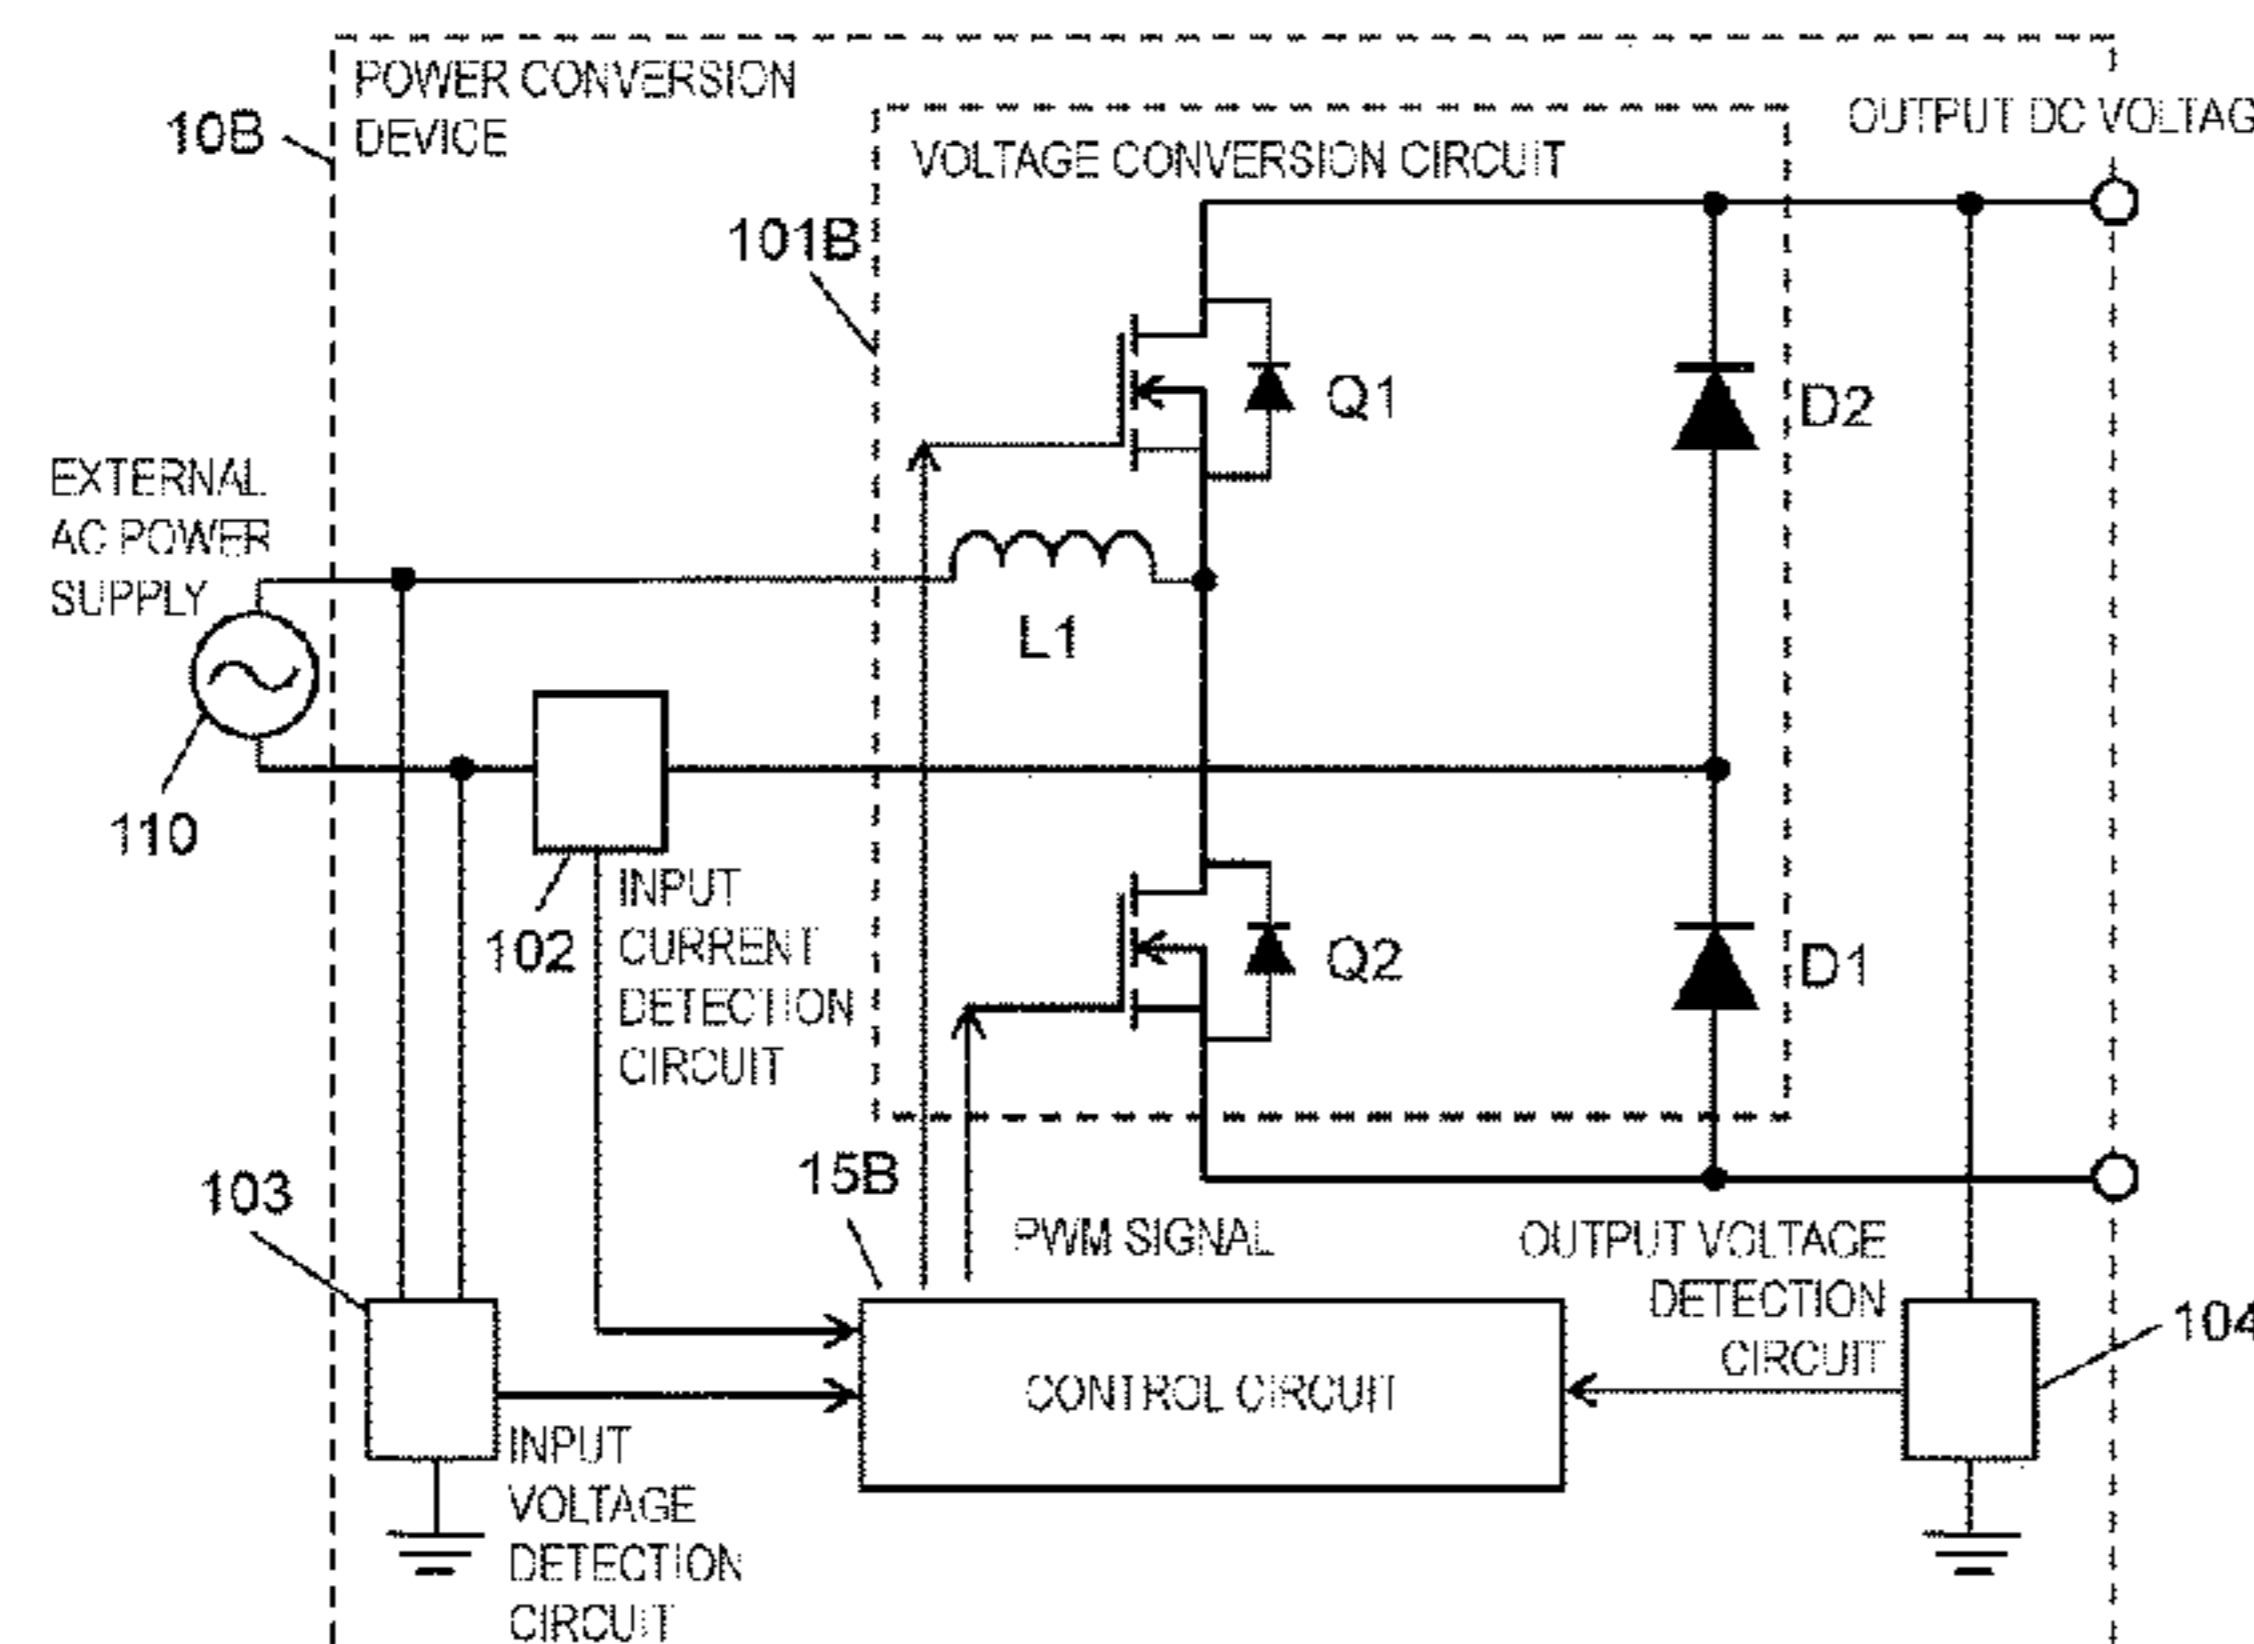 POWER CONVERSION
DEVICE
10B
OUTPUT DC VOLTAG
VOLTAGE CONVERSION CIRCUIT
101B
Q1
D2
EXTERNAL
AC POWER
SUPPLY
L1
110
INPUT
CURRENT
DETECTION
CIRCUIT
102
Q2
D1
15B
103
PWM SIGNAL
OUTPUT VOLTAGE
DETECTION
CIRCUIT
104
CONTROL CIRCUIT
INPUT
VOLTAGE
DETECTION
CIRCUIT